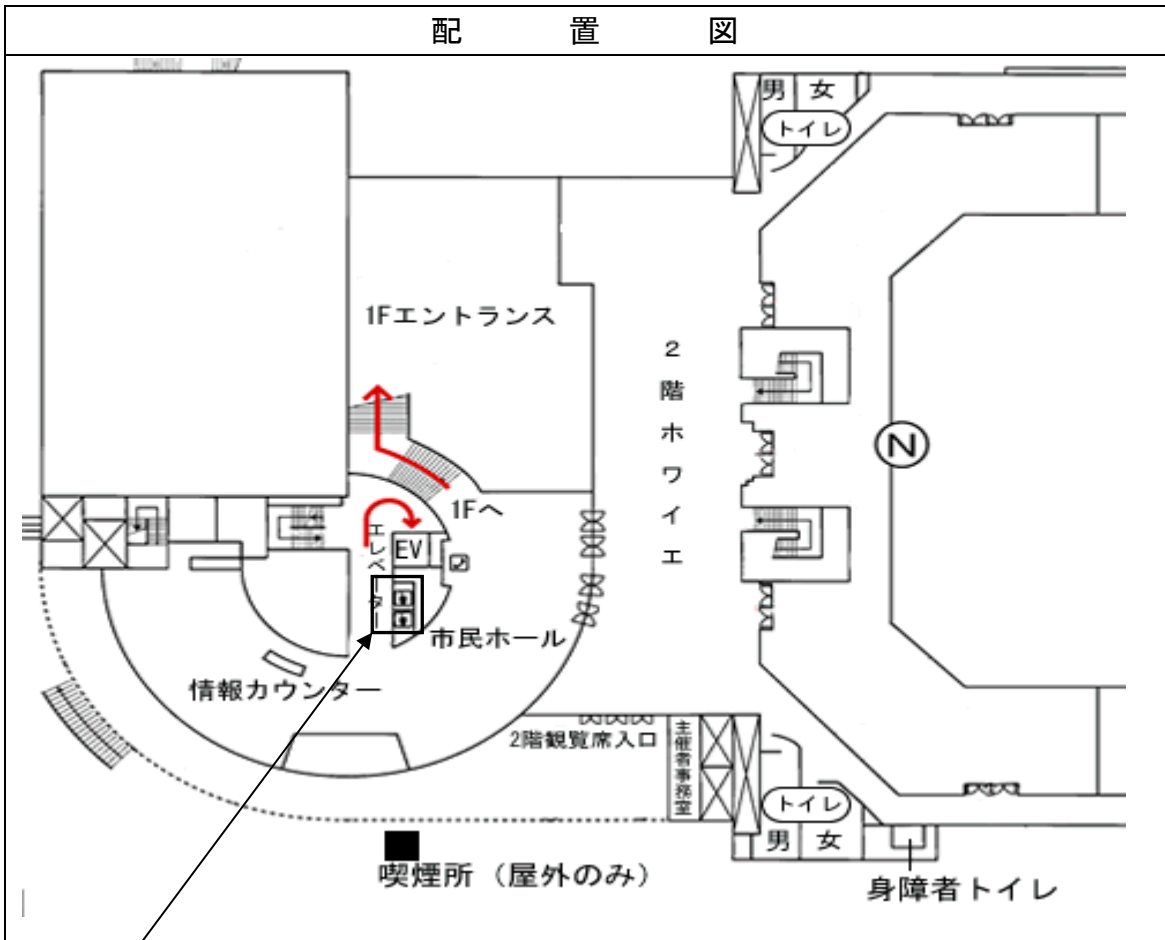 配置図
男 女
トイレ
1Fエントランス
2階ホワイエ
N
1Fへ
エレベーター
EV
市民ホール
情報カウンター
2階観覧席入口
主催者事務室
トイレ
男 女
喫煙所（屋外のみ）
身障者トイレ